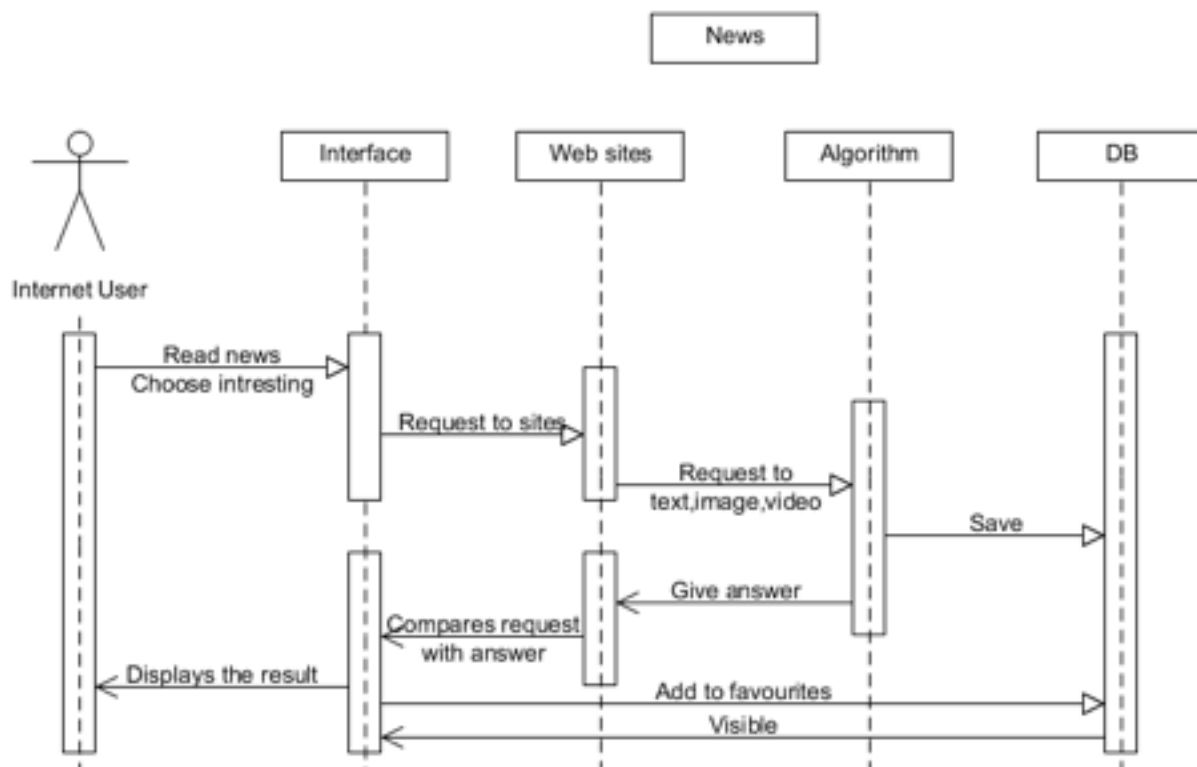 News
Interface
Web sites
Algorithm
DB
Internet User
Read news
Choose intresting
Request to sites
Request to
text,image,video
Save
Give answer
Compares request
with answer
Displays the result
Add to favourites
Visible